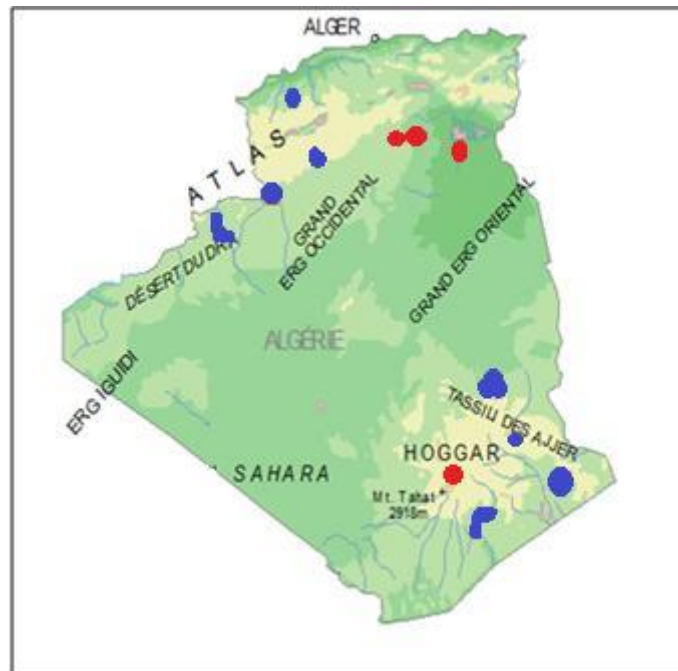 ALGER
ATLAS
GRAND
ERG OCCIDENTAL
DÉSERT DU DRA
GRAND ERG ORIENTAL
ALGÉRIE
ERG IGUIDI
TASSILI DES AJJER
HOGGAR
SAHARA
Mt. Tahat
2918m